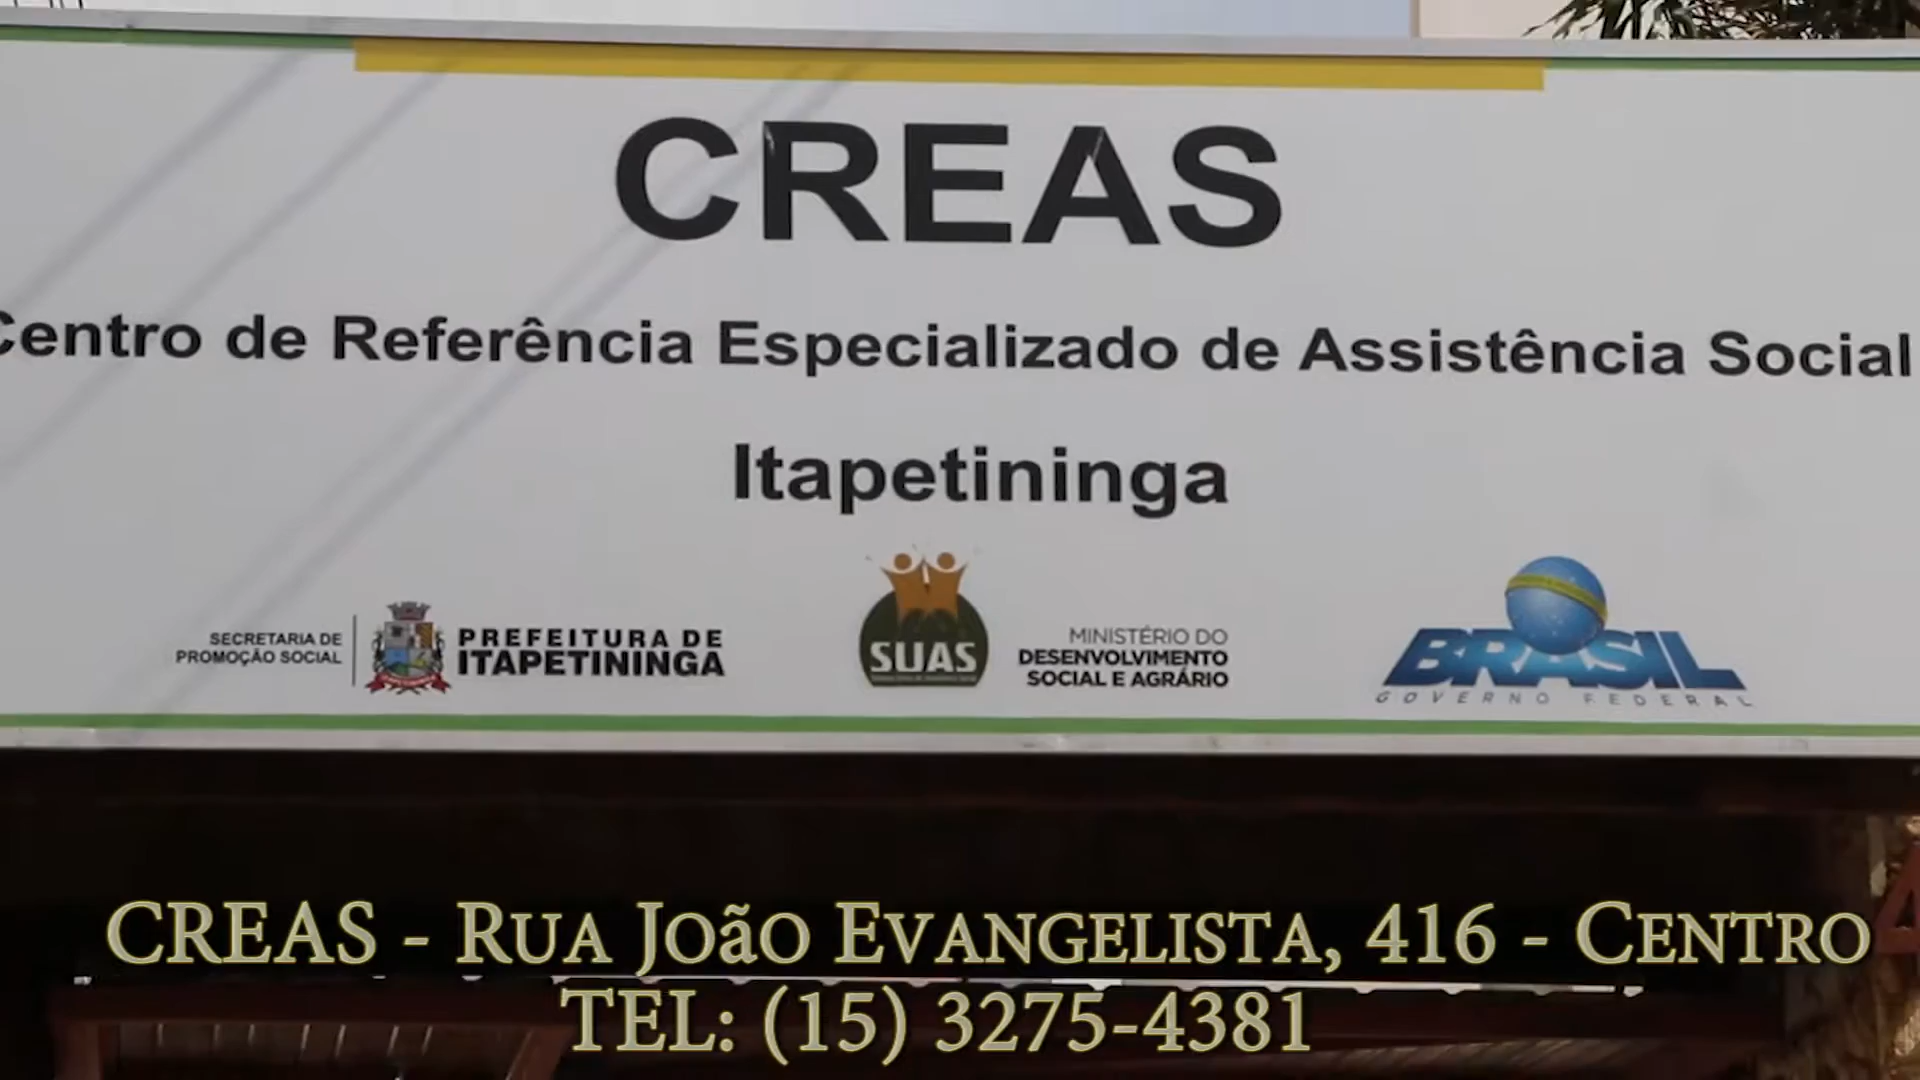 CREAS
Centro de Referência Especializado de Assistência Social
Itapetininga
SECRETARIA DE
PROMOÇÃO SOCIAL
PREFEITURA DE
ITAPETININGA
SUAS
MINISTÉRIO DO
DESENVOLVIMENTO
SOCIAL E AGRÁRIO
BRASIL
GOVERNO FEDERAL
CREAS - RUA JOÃO EVANGELISTA, 416 - CENTRO
TEL: (15) 3275-4381